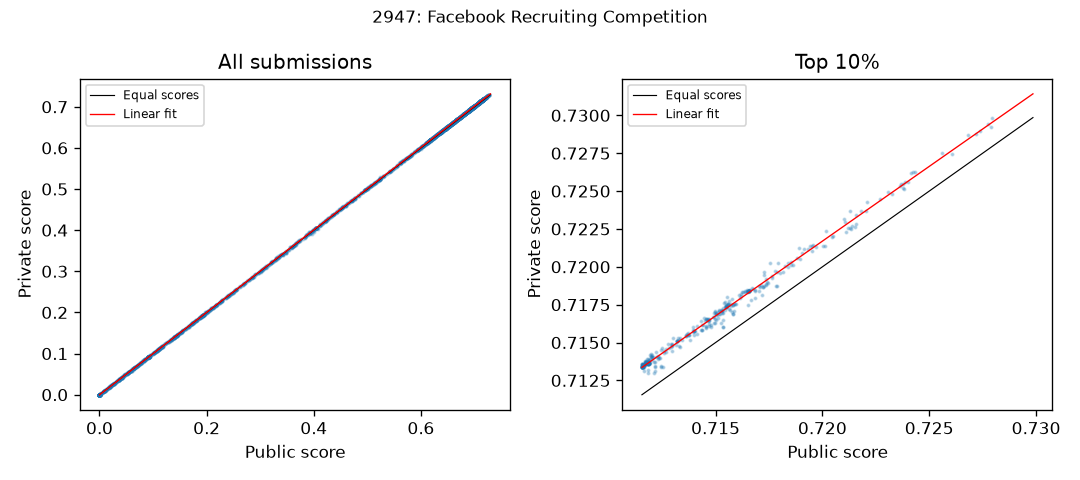 2947: Facebook Recruiting Competition
All submissions
Equal scores
Linear fit
Private score
0.7
0.6
0.5
0.4
0.3
0.2
0.1
0.0
0.0 0.2 0.4 0.6
Public score
Top 10%
Equal scores
Linear fit
Private score
0.7300
0.7275
0.7250
0.7225
0.7200
0.7175
0.7150
0.7125
0.715 0.720 0.725 0.730
Public score